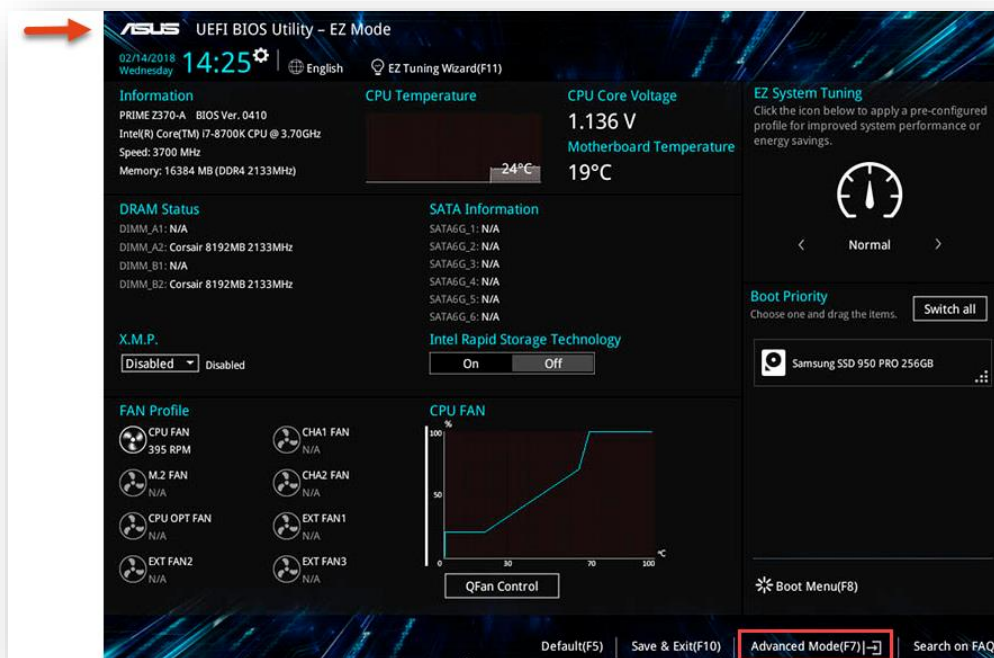 ASUS UEFI BIOS Utility – EZ Mode
02/14/2018
Wednesday
14:25
English
EZ Tuning Wizard(F11)
Information
PRIME Z370-A BIOS Ver. 0410
Intel(R) Core(TM) i7-8700K CPU @ 3.70GHz
Speed: 3700 MHz
Memory: 16384 MB (DDR4 2133MHz)
CPU Temperature
24°C
CPU Core Voltage
1.136 V
Motherboard Temperature
19°C
EZ System Tuning
Click the icon below to apply a pre-configured
profile for improved system performance or
energy savings.
Normal
DRAM Status
DIMM_A1: N/A
DIMM_A2: Corsair 8192MB 2133MHz
DIMM_B1: N/A
DIMM_B2: Corsair 8192MB 2133MHz
SATA Information
SATA6G_1: N/A
SATA6G_2: N/A
SATA6G_3: N/A
SATA6G_4: N/A
SATA6G_5: N/A
SATA6G_6: N/A
X.M.P.
Disabled Disabled
Intel Rapid Storage Technology
On Off
Boot Priority
Choose one and drag the items.
Switch all
Samsung SSD 950 PRO 256GB
FAN Profile
CPU FAN
395 RPM
CHA1 FAN
N/A
M.2 FAN
N/A
CHA2 FAN
N/A
CPU OPT FAN
N/A
EXT FAN1
N/A
EXT FAN2
N/A
EXT FAN3
N/A
CPU FAN
%
100
50
0 30 70 100
°C
QFan Control
Boot Menu(F8)
Default(F5) Save & Exit(F10) Advanced Mode(F7) Search on FAQ